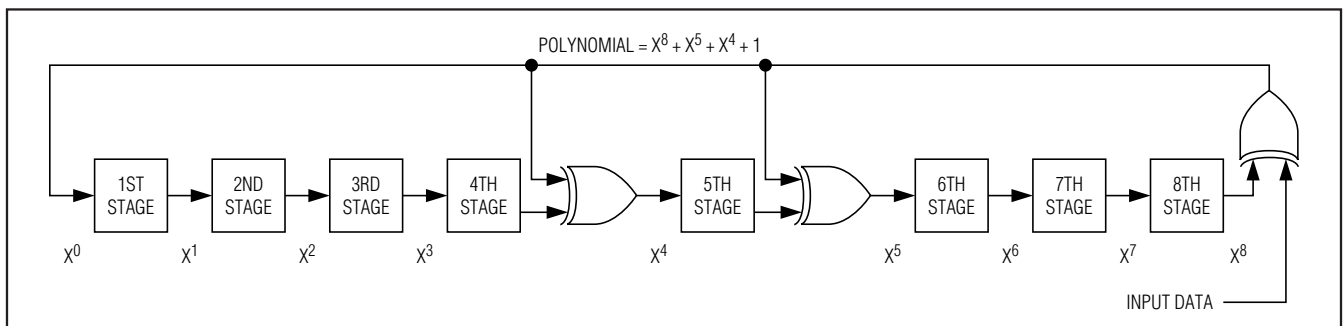 POLYNOMIAL = X⁸ + X⁵ + X⁴ + 1
1ST
STAGE
2ND
STAGE
3RD
STAGE
4TH
STAGE
5TH
STAGE
6TH
STAGE
7TH
STAGE
8TH
STAGE
X⁰
X¹
X²
X³
X⁴
X⁵
X⁶
X⁷
X⁸
INPUT DATA